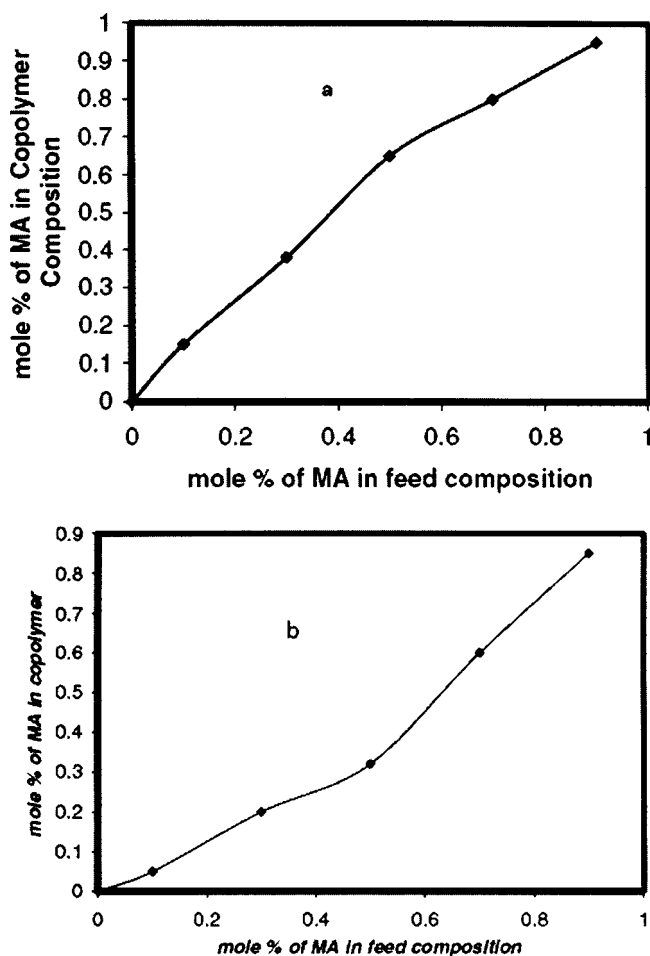 1
0.9
0.8
0.7
0.6
0.5
0.4
0.3
0.2
0.1
0
mole % of MA in Copolymer
Composition
a
0 0.2 0.4 0.6 0.8 1
mole % of MA in feed composition
0.9
0.8
0.7
0.6
0.5
0.4
0.3
0.2
0.1
0
mole % of MA in copolymer
b
0 0.2 0.4 0.6 0.8 1
mole % of MA in feed composition